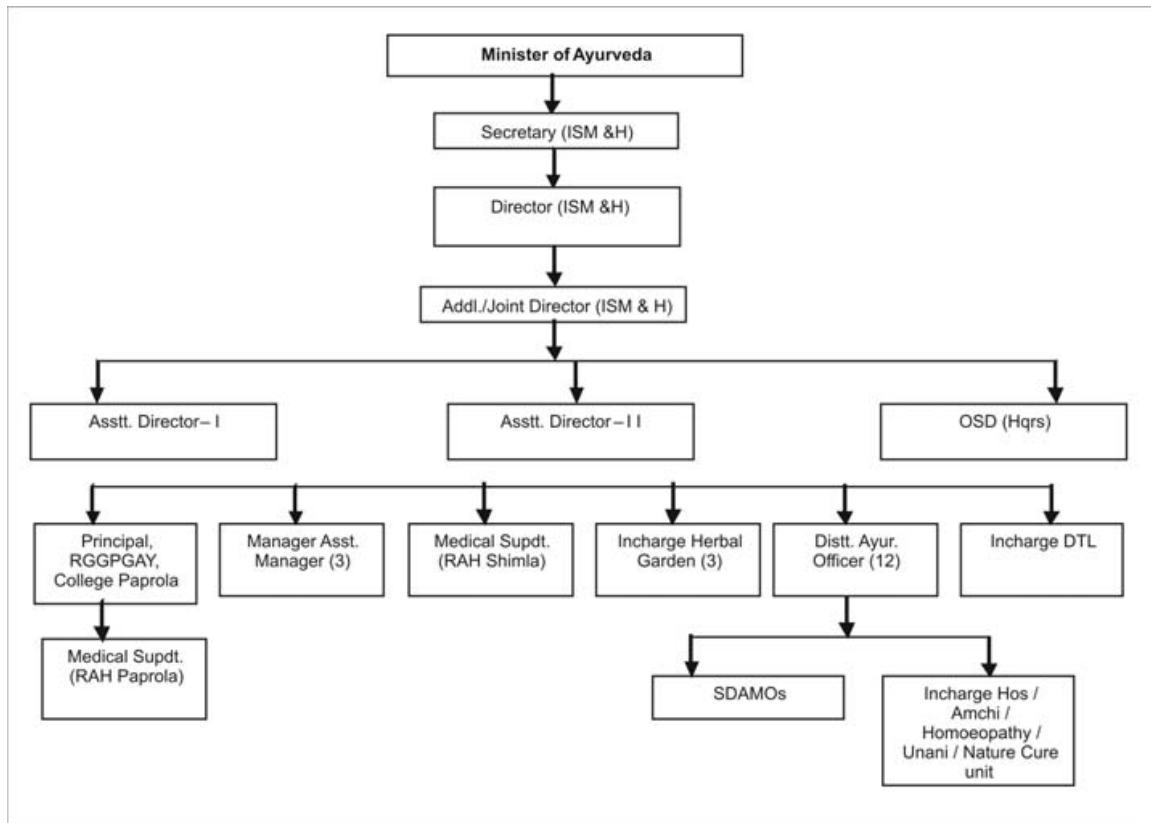 Minister of Ayurveda
Secretary (ISM &H)
Director (ISM &H)
Addl./Joint Director (ISM & H)
Asstt. Director– I
Asstt. Director – I I
OSD (Hqrs)
Principal,
RGGPGAY,
College Paprola
Manager Asst.
Manager (3)
Medical Supdt.
(RAH Shimla)
Incharge Herbal
Garden (3)
Distt. Ayur.
Officer (12)
Incharge DTL
Medical Supdt.
(RAH Paprola)
SDAMOs
Incharge Hos /
Amchi /
Homoeopathy /
Unani / Nature Cure
unit